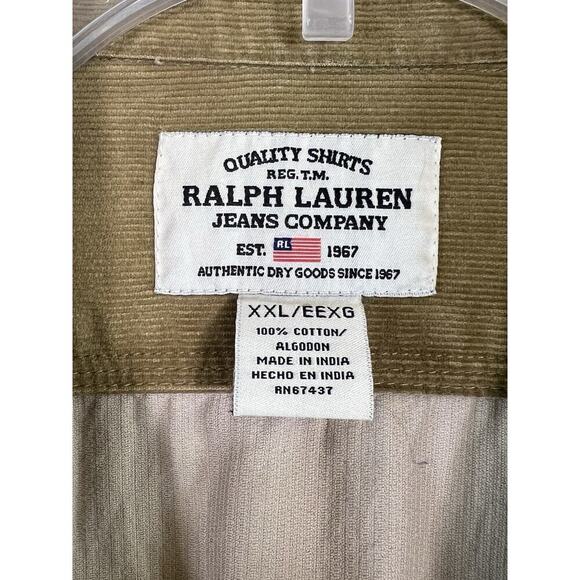 QUALITY SHIRTS
REG. T.M.
RALPH LAUREN
JEANS COMPANY
EST. RL 1967
AUTHENTIC DRY GOODS SINCE 1967
XXL/EEXG
100% COTTON/
ALGODON
MADE IN INDIA
HECHO EN INDIA
RN67437